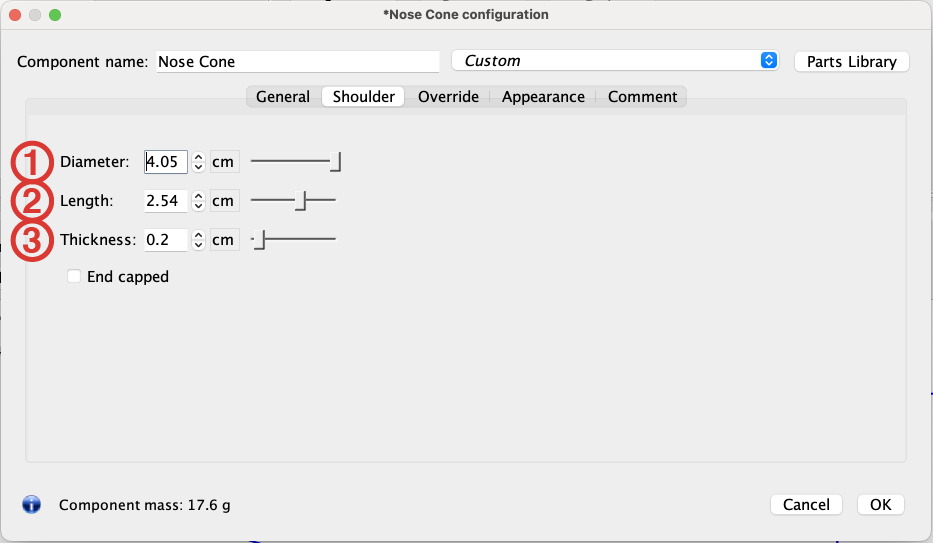 *Nose Cone configuration
Component name: Nose Cone Custom Parts Library
General Shoulder Override Appearance Comment
1 Diameter: 4.05 cm
2 Length: 2.54 cm
3 Thickness: 0.2 cm
End capped
Component mass: 17.6 g Cancel OK